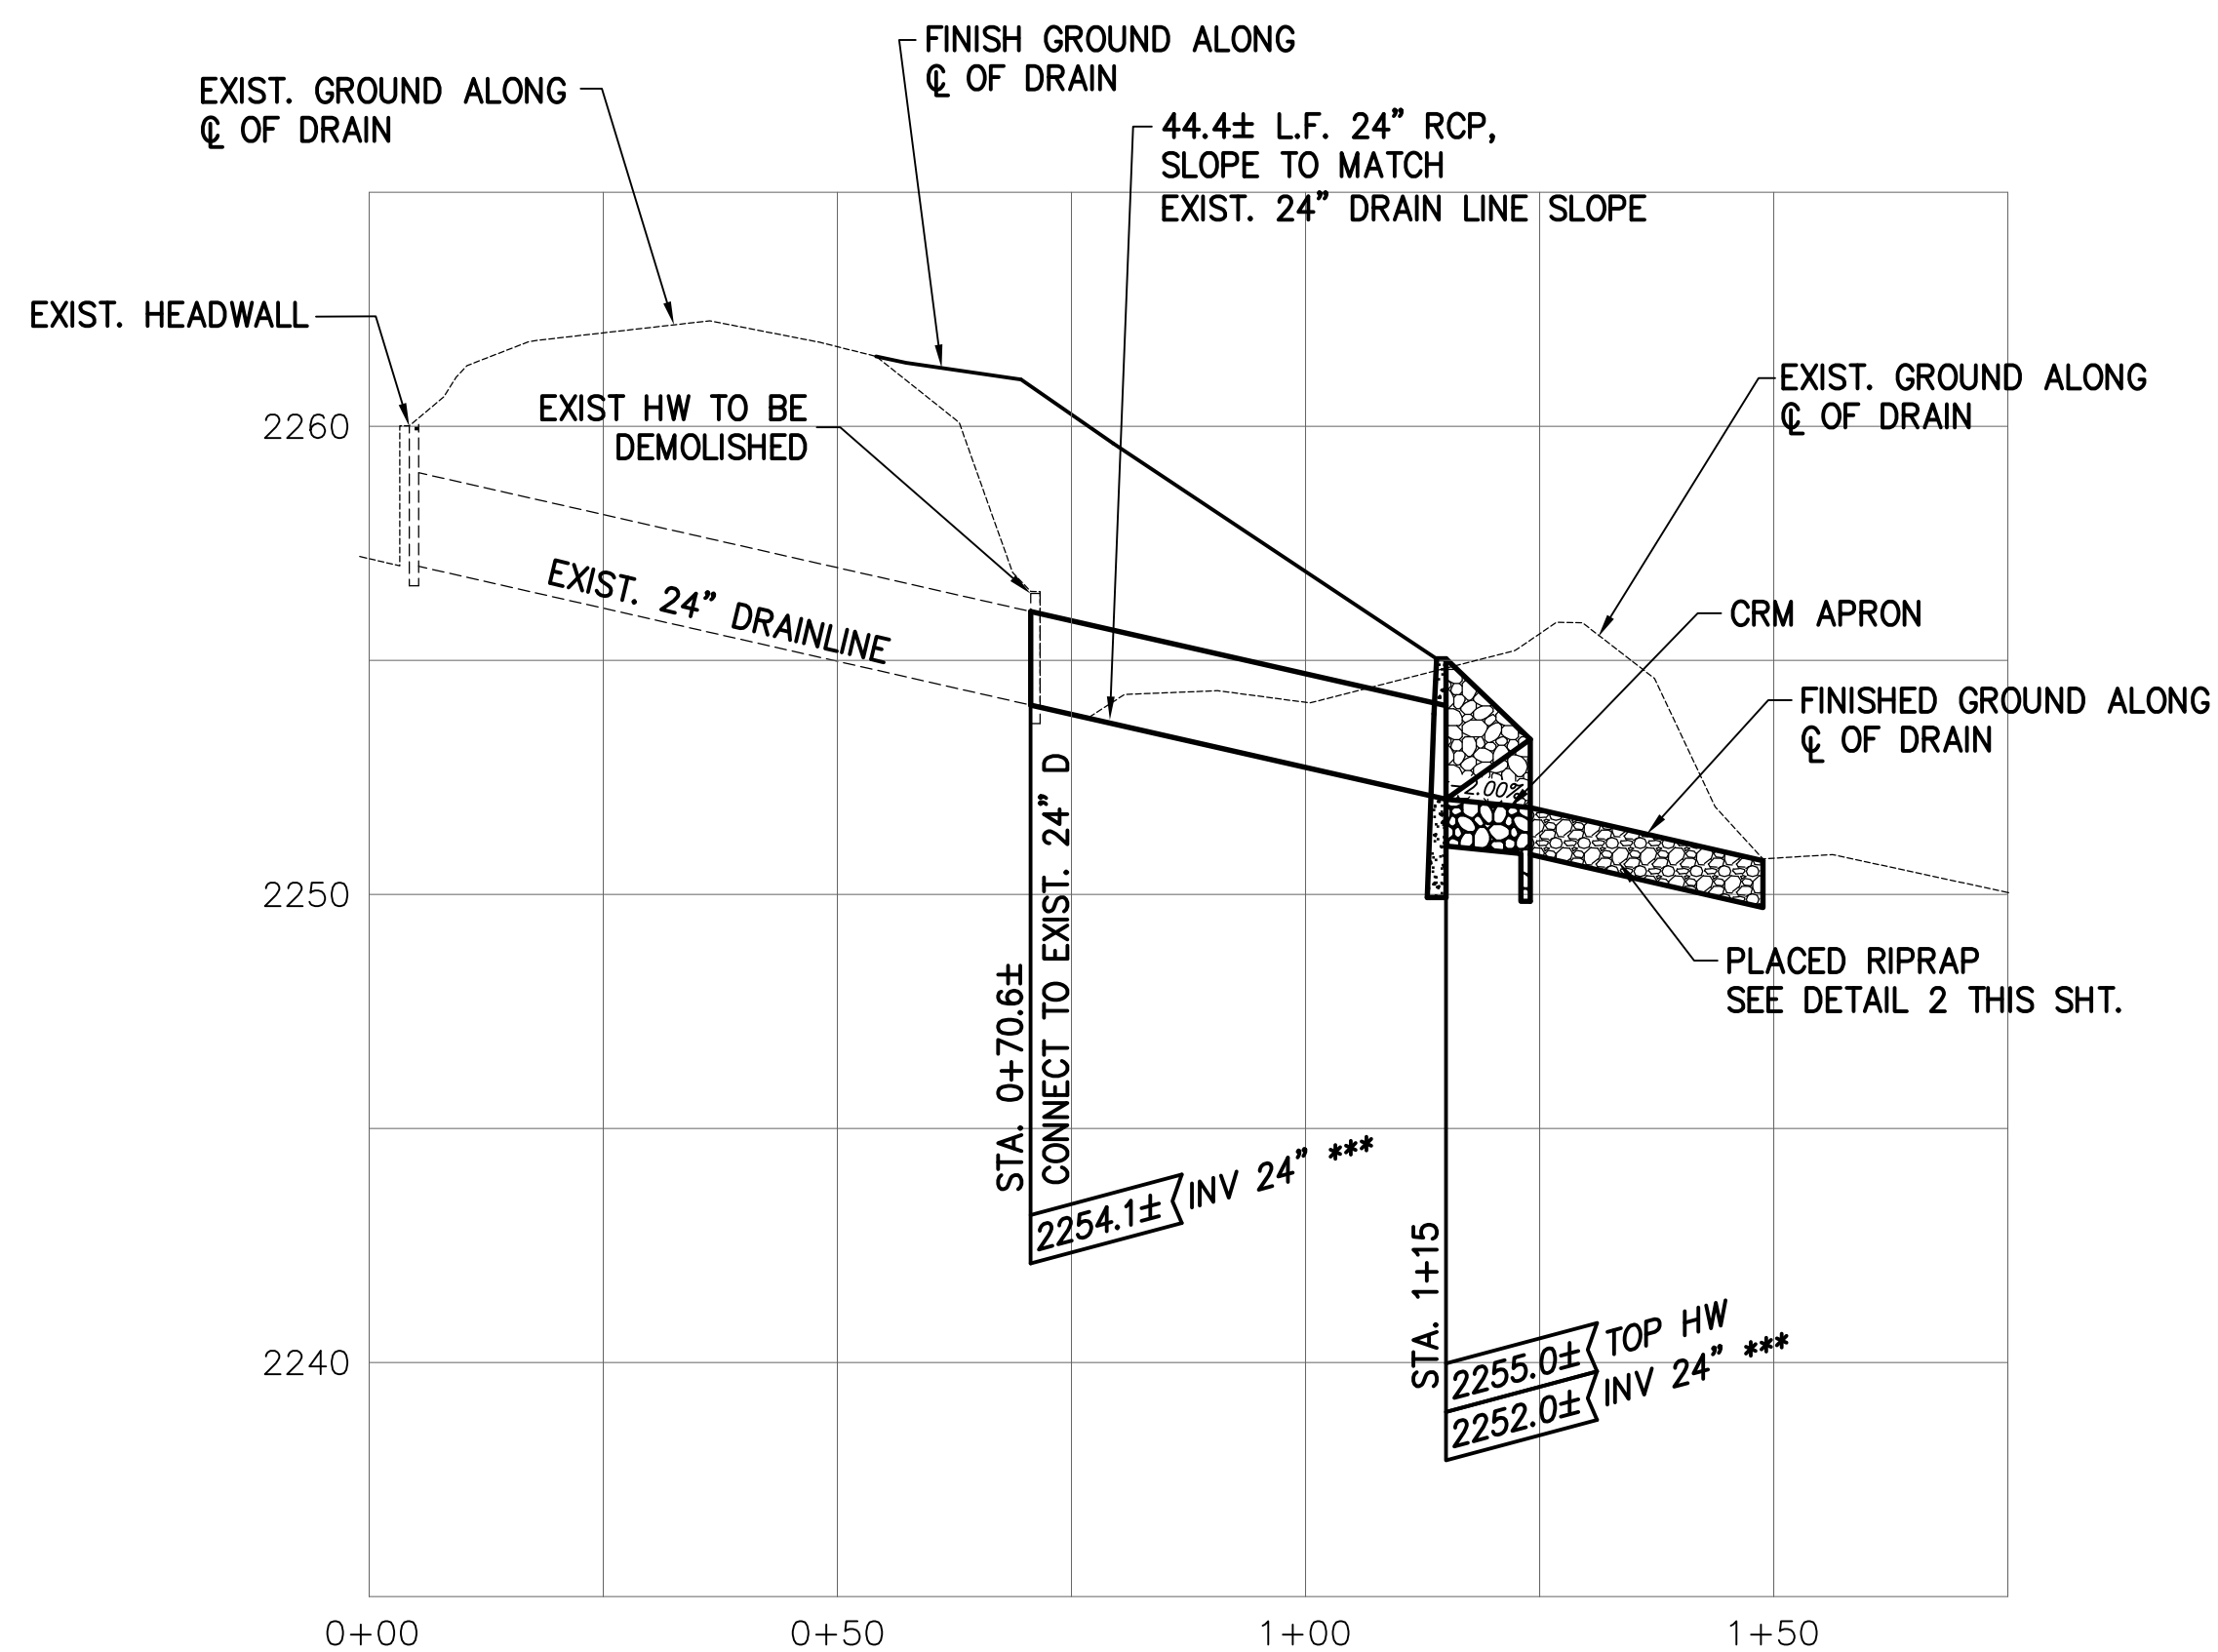 FINISH GROUND ALONG
℄ OF DRAIN
EXIST. GROUND ALONG
℄ OF DRAIN
44.4± L.F. 24" RCP,
SLOPE TO MATCH
EXIST. 24" DRAIN LINE SLOPE
EXIST. HEADWALL
EXIST HW TO BE
DEMOLISHED
EXIST. GROUND ALONG
℄ OF DRAIN
2260
EXIST. 24" DRAINLINE
CRM APRON
FINISHED GROUND ALONG
℄ OF DRAIN
-2.00%
2250
PLACED RIPRAP
SEE DETAIL 2 THIS SHT.
STA. 0+70.6±
CONNECT TO EXIST. 24" D
2254.1± INV 24" ***
STA. 1+15
2255.0± TOP HW
2252.0± INV 24" ***
2240
0+00 0+50 1+00 1+50